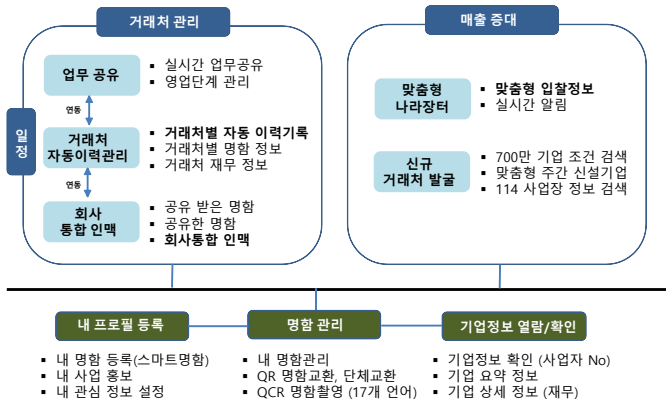 거래처 관리
매출 증대
일정
업무 공유
▪ 실시간 업무공유
▪ 영업단계 관리
연동
거래처
자동이력관리
▪ 거래처별 자동 이력기록
▪ 거래처별 명함 정보
▪ 거래처 재무 정보
연동
회사
통합 인맥
▪ 공유 받은 명함
▪ 공유한 명함
▪ 회사통합 인맥
맞춤형
나라장터
▪ 맞춤형 입찰정보
▪ 실시간 알림
신규
거래처 발굴
▪ 700만 기업 조건 검색
▪ 맞춤형 주간 신설기업
▪ 114 사업장 정보 검색
내 프로필 등록
▪ 내 명함 등록(스마트명함)
▪ 내 사업 홍보
▪ 내 관심 정보 설정
명함 관리
▪ 내 명함관리
▪ QR 명함교환, 단체교환
▪ QCR 명함촬영 (17개 언어)
기업정보 열람/확인
▪ 기업정보 확인 (사업자 No)
▪ 기업 요약 정보
▪ 기업 상세 정보 (재무)